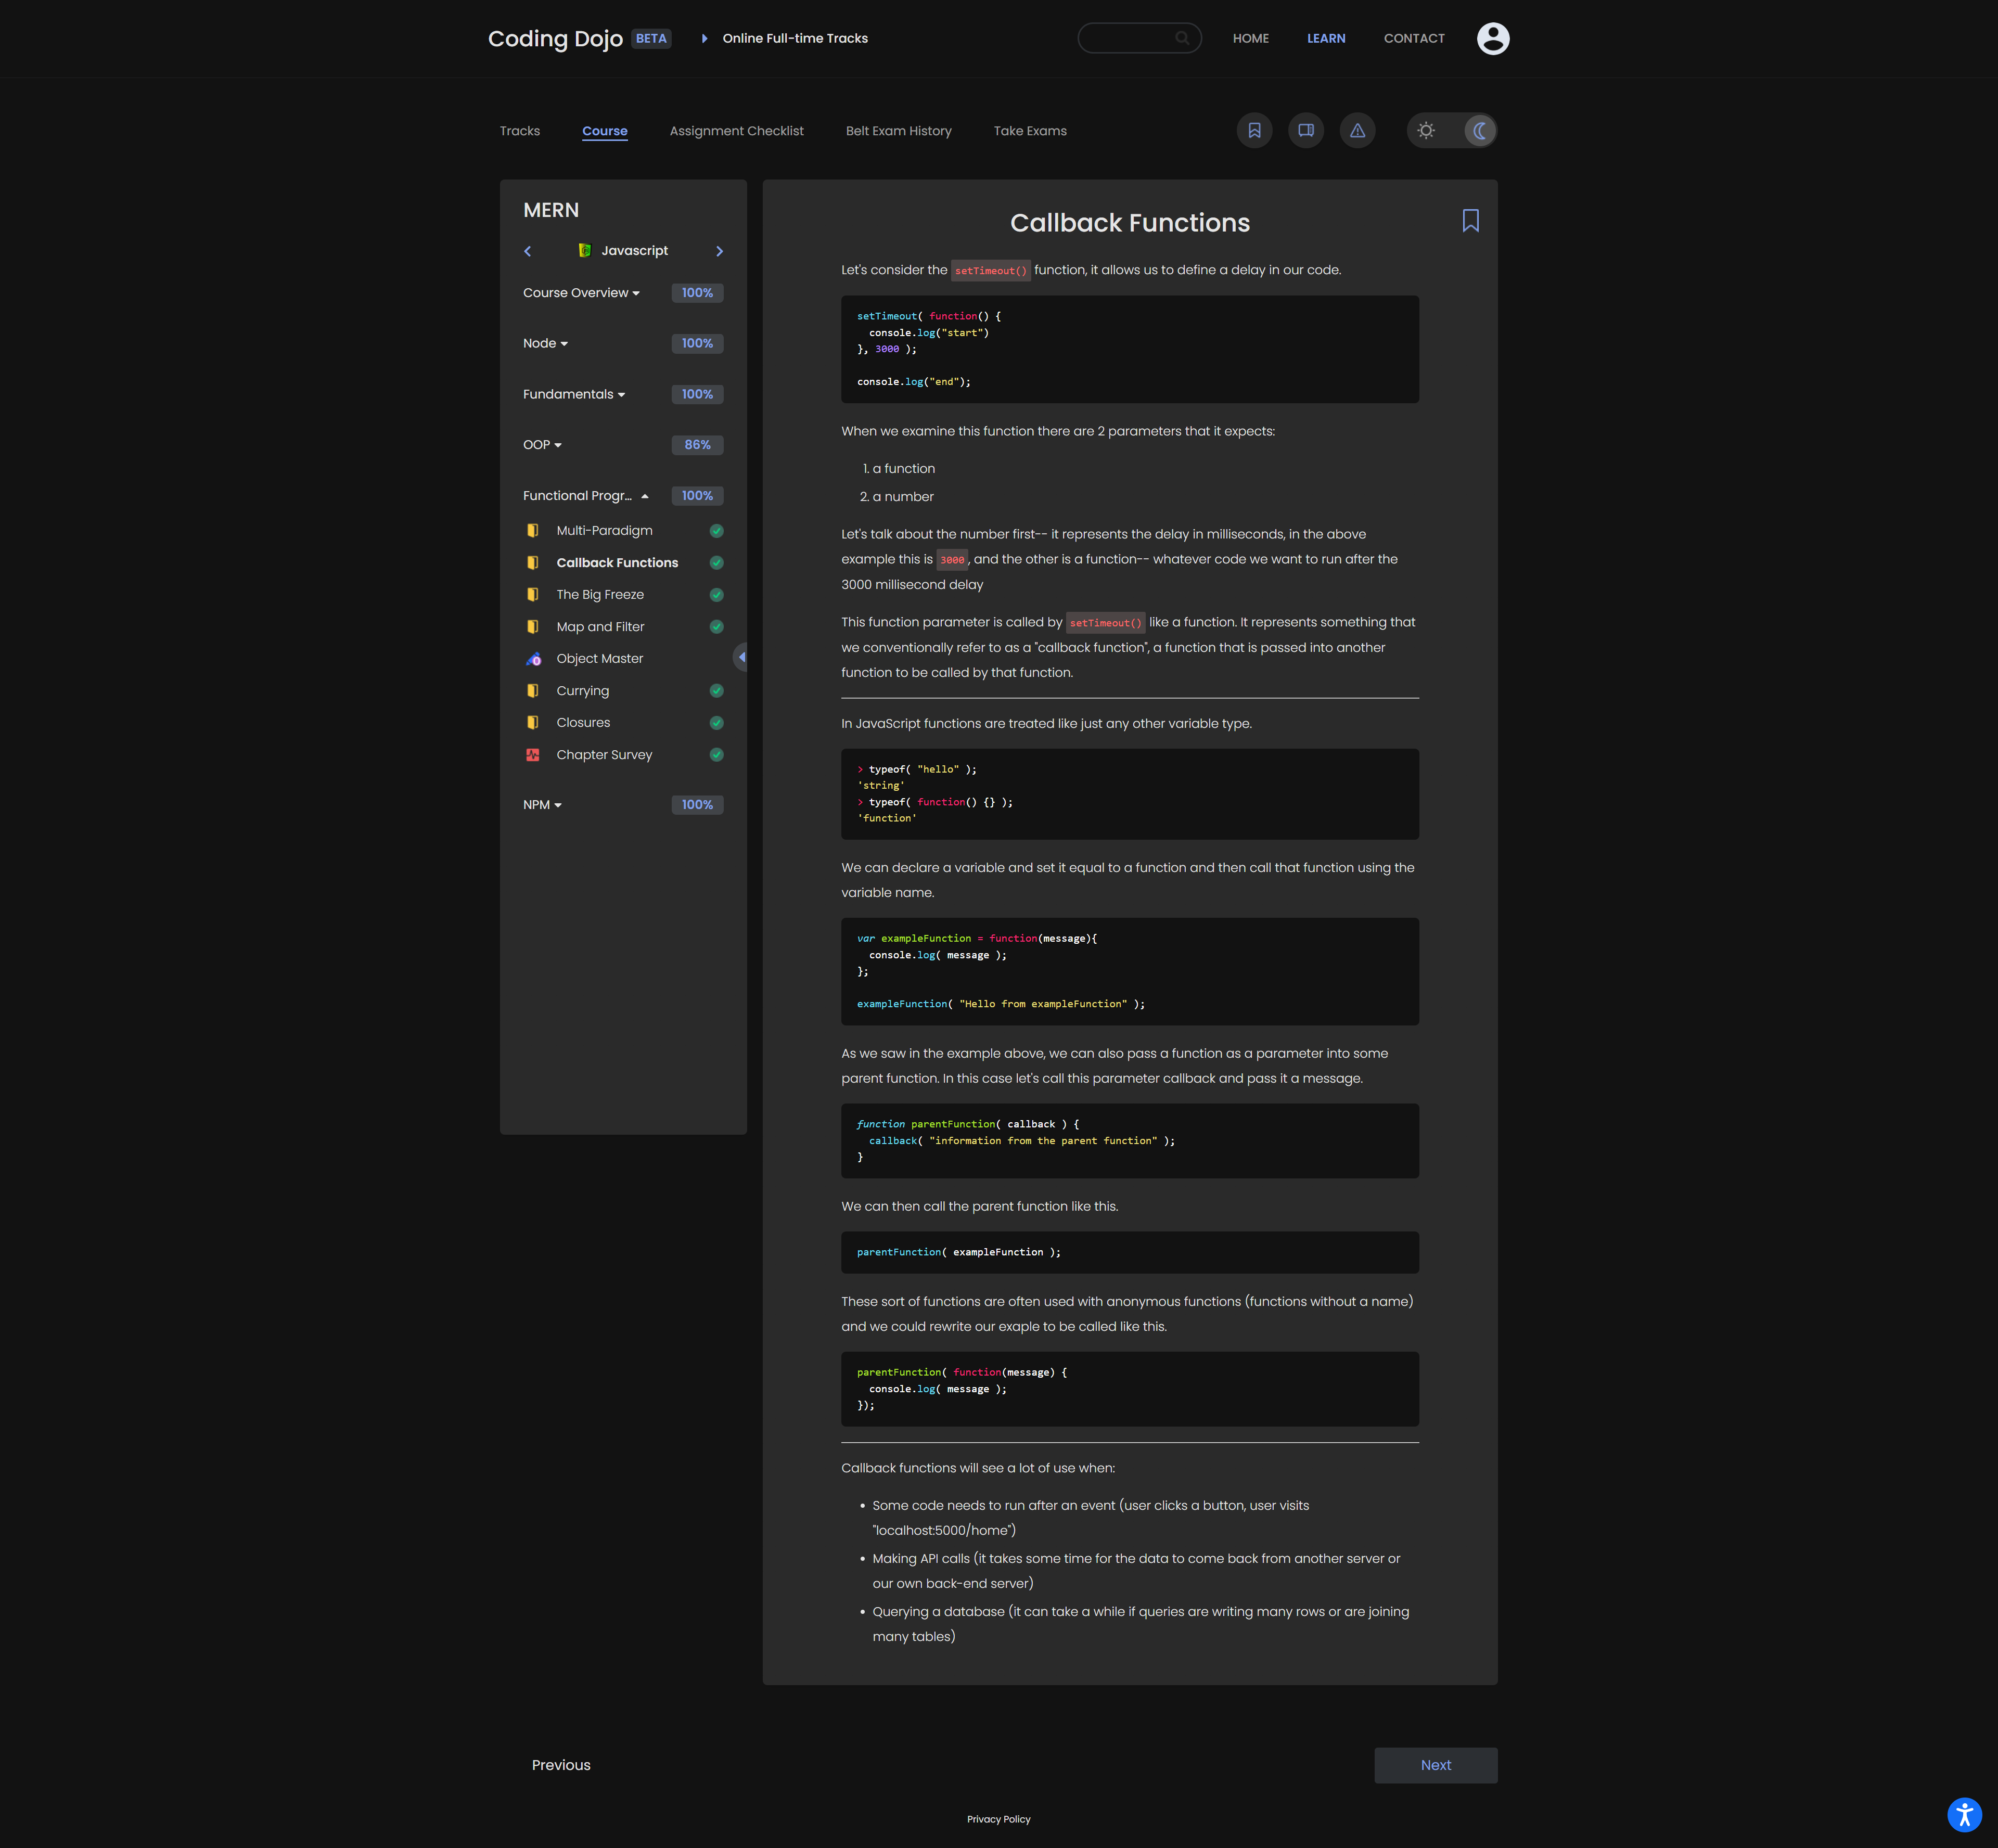 Coding Dojo BETA Online Full-time Tracks HOME LEARN CONTACT
Tracks Course Assignment Checklist Belt Exam History Take Exams
MERN
Javascript
Course Overview 100%
Node 100%
Fundamentals 100%
OOP 86%
Functional Progr... 100%
Multi-Paradigm
Callback Functions
The Big Freeze
Map and Filter
Object Master
Currying
Closures
Chapter Survey
NPM 100%
Callback Functions
Let's consider the setTimeout() function, it allows us to define a delay in our code.
setTimeout( function() {
  console.log("start")
}, 3000 );
console.log("end");
When we examine this function there are 2 parameters that it expects:
1. a function
2. a number
Let's talk about the number first-- it represents the delay in milliseconds, in the above
example this is 3000, and the other is a function-- whatever code we want to run after the
3000 millisecond delay
This function parameter is called by setTimeout() like a function. It represents something that
we conventionally refer to as a "callback function", a function that is passed into another
function to be called by that function.
In JavaScript functions are treated like just any other variable type.
> typeof( "hello" );
'string'
> typeof( function() {} );
'function'
We can declare a variable and set it equal to a function and then call that function using the
variable name.
var exampleFunction = function(message){
  console.log( message );
};
exampleFunction( "Hello from exampleFunction" );
As we saw in the example above, we can also pass a function as a parameter into some
parent function. In this case let's call this parameter callback and pass it a message.
function parentFunction( callback ) {
  callback( "information from the parent function" );
}
We can then call the parent function like this.
parentFunction( exampleFunction );
These sort of functions are often used with anonymous functions (functions without a name)
and we could rewrite our exaple to be called like this.
parentFunction( function(message) {
  console.log( message );
});
Callback functions will see a lot of use when:
• Some code needs to run after an event (user clicks a button, user visits
"localhost:5000/home")
• Making API calls (it takes some time for the data to come back from another server or
our own back-end server)
• Querying a database (it can take a while if queries are writing many rows or are joining
many tables)
Previous Next
Privacy Policy